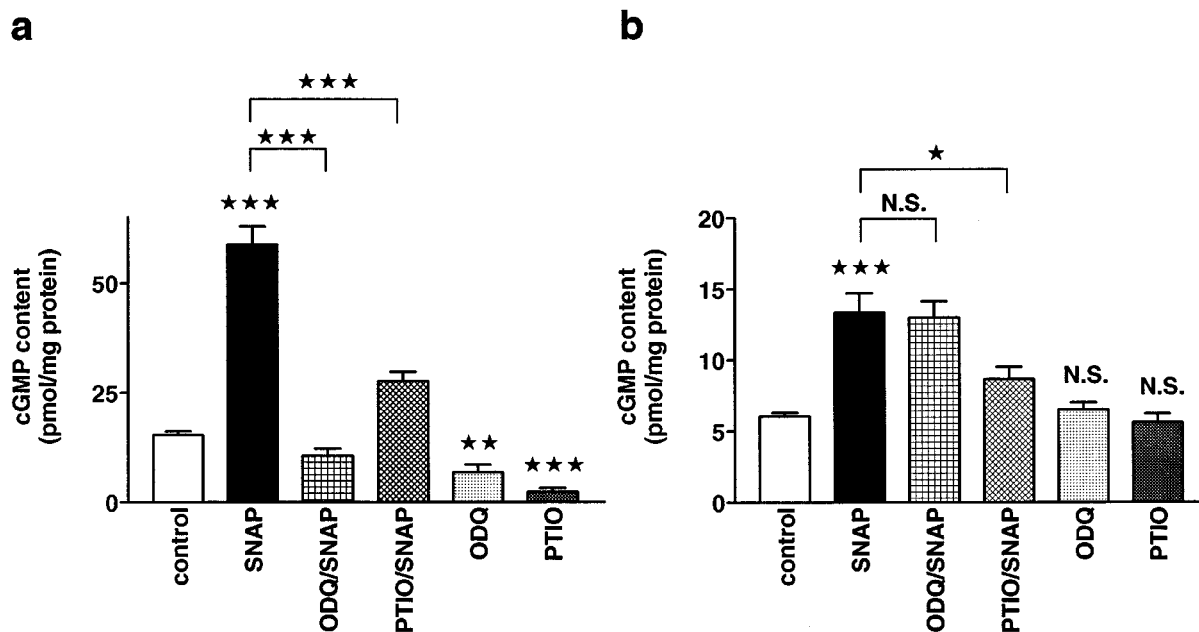 a
★★★
★★★
★★★
cGMP content
(pmol/mg protein)
50
25
0
★★
★★★
control
SNAP
ODQ/SNAP
PTIO/SNAP
ODQ
PTIO
b
★
N.S.
★★★
cGMP content
(pmol/mg protein)
20
15
10
5
0
N.S.
N.S.
control
SNAP
ODQ/SNAP
PTIO/SNAP
ODQ
PTIO